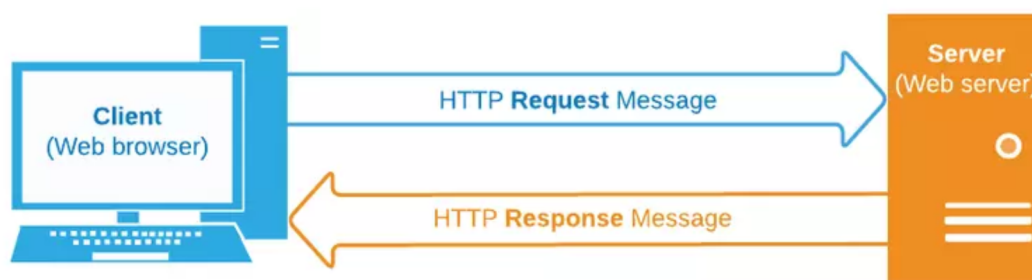 Client
(Web browser)
HTTP Request Message
Server
(Web server)
HTTP Response Message